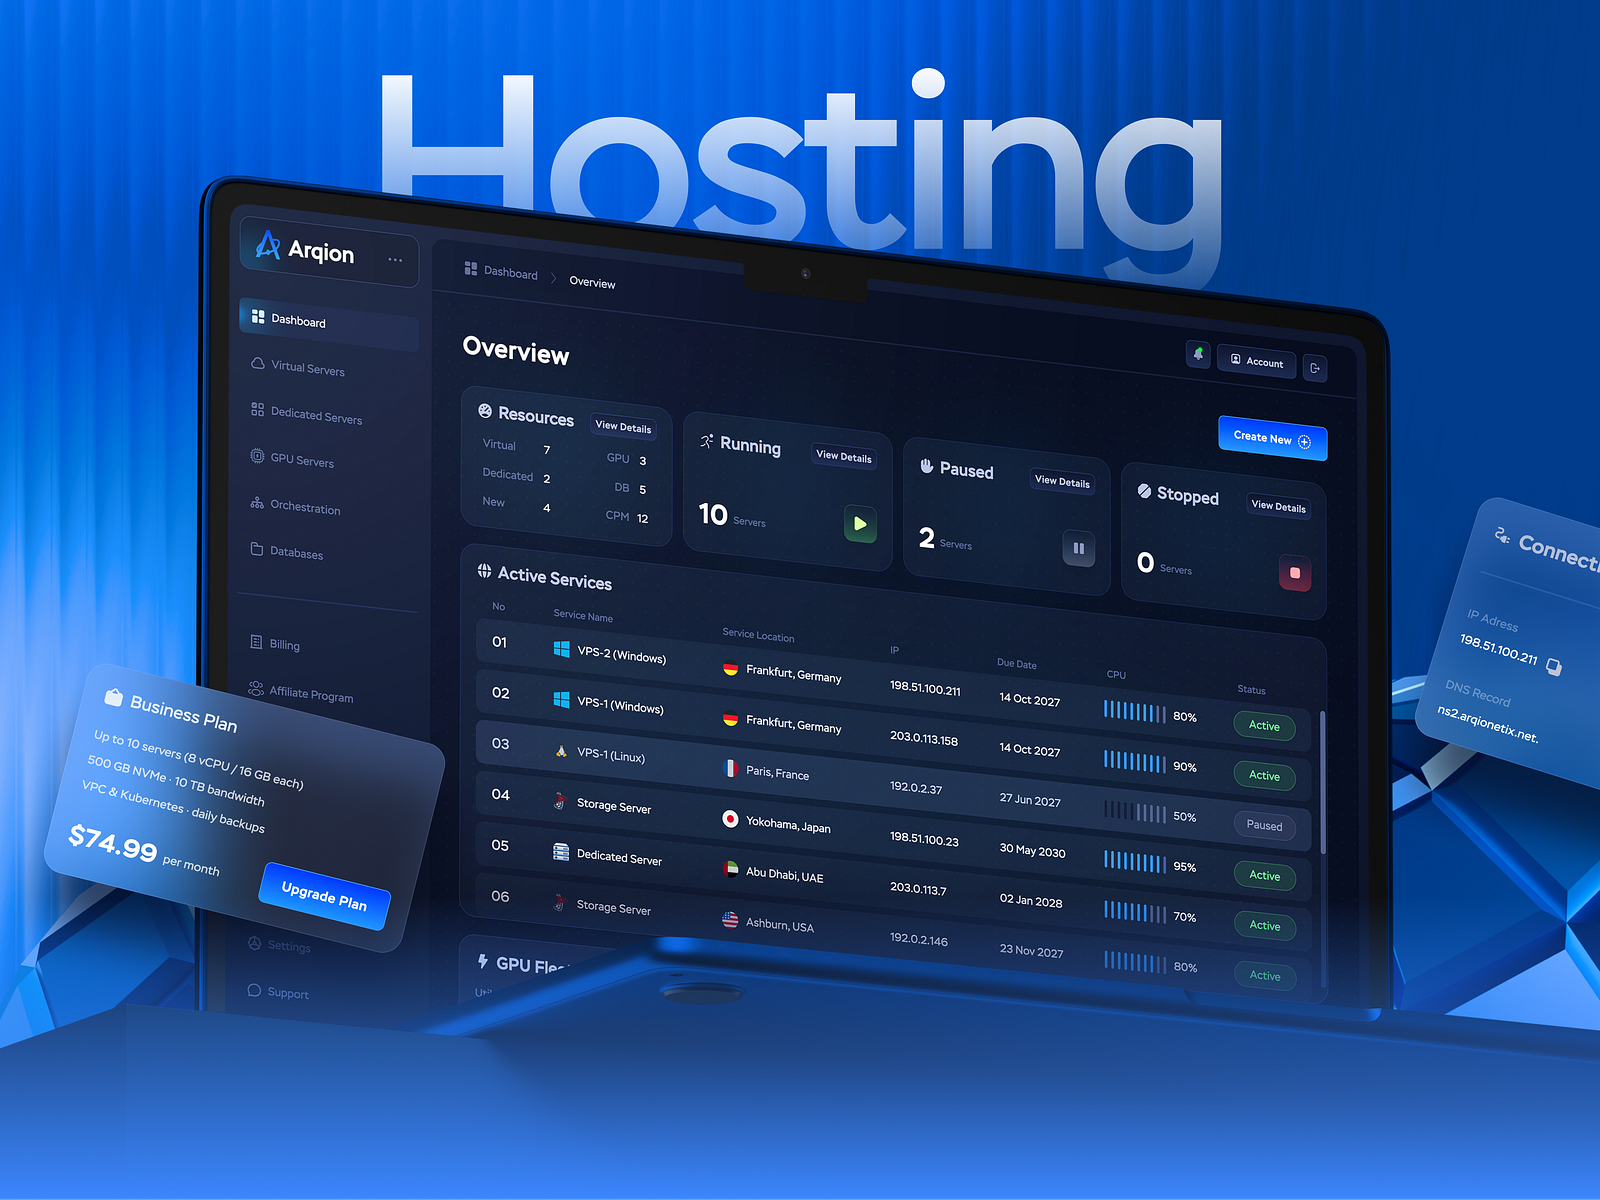 Hosting
Arqion
Dashboard
Virtual Servers
Dedicated Servers
GPU Servers
Orchestration
Databases
Billing
Affiliate Program
Settings
Support
Dashboard > Overview
Overview
Account
Create New
Resources View Details
Virtual 7 GPU 3
Dedicated 2 DB 5
New 4 CPM 12
Running View Details
10 Servers
Paused View Details
2 Servers
Stopped View Details
0 Servers
Active Services
No Service Name Service Location IP Due Date CPU Status
01 VPS-2 (Windows) Frankfurt, Germany 198.51.100.211 14 Oct 2027 80% Active
02 VPS-1 (Windows) Frankfurt, Germany 203.0.113.158 14 Oct 2027 90% Active
03 VPS-1 (Linux) Paris, France 192.0.2.37 27 Jun 2027 50% Paused
04 Storage Server Yokohama, Japan 198.51.100.23 30 May 2030 95% Active
05 Dedicated Server Abu Dhabi, UAE 203.0.113.7 02 Jan 2028 70% Active
06 Storage Server Ashburn, USA 192.0.2.146 23 Nov 2027 80% Active
GPU
Business Plan
Up to 10 servers (8 vCPU / 16 GB each)
500 GB NVMe · 10 TB bandwidth
VPC & Kubernetes · daily backups
$74.99 per month
Upgrade Plan
Connecti
IP Adress
198.51.100.211
DNS Record
ns2.arqionetix.net.